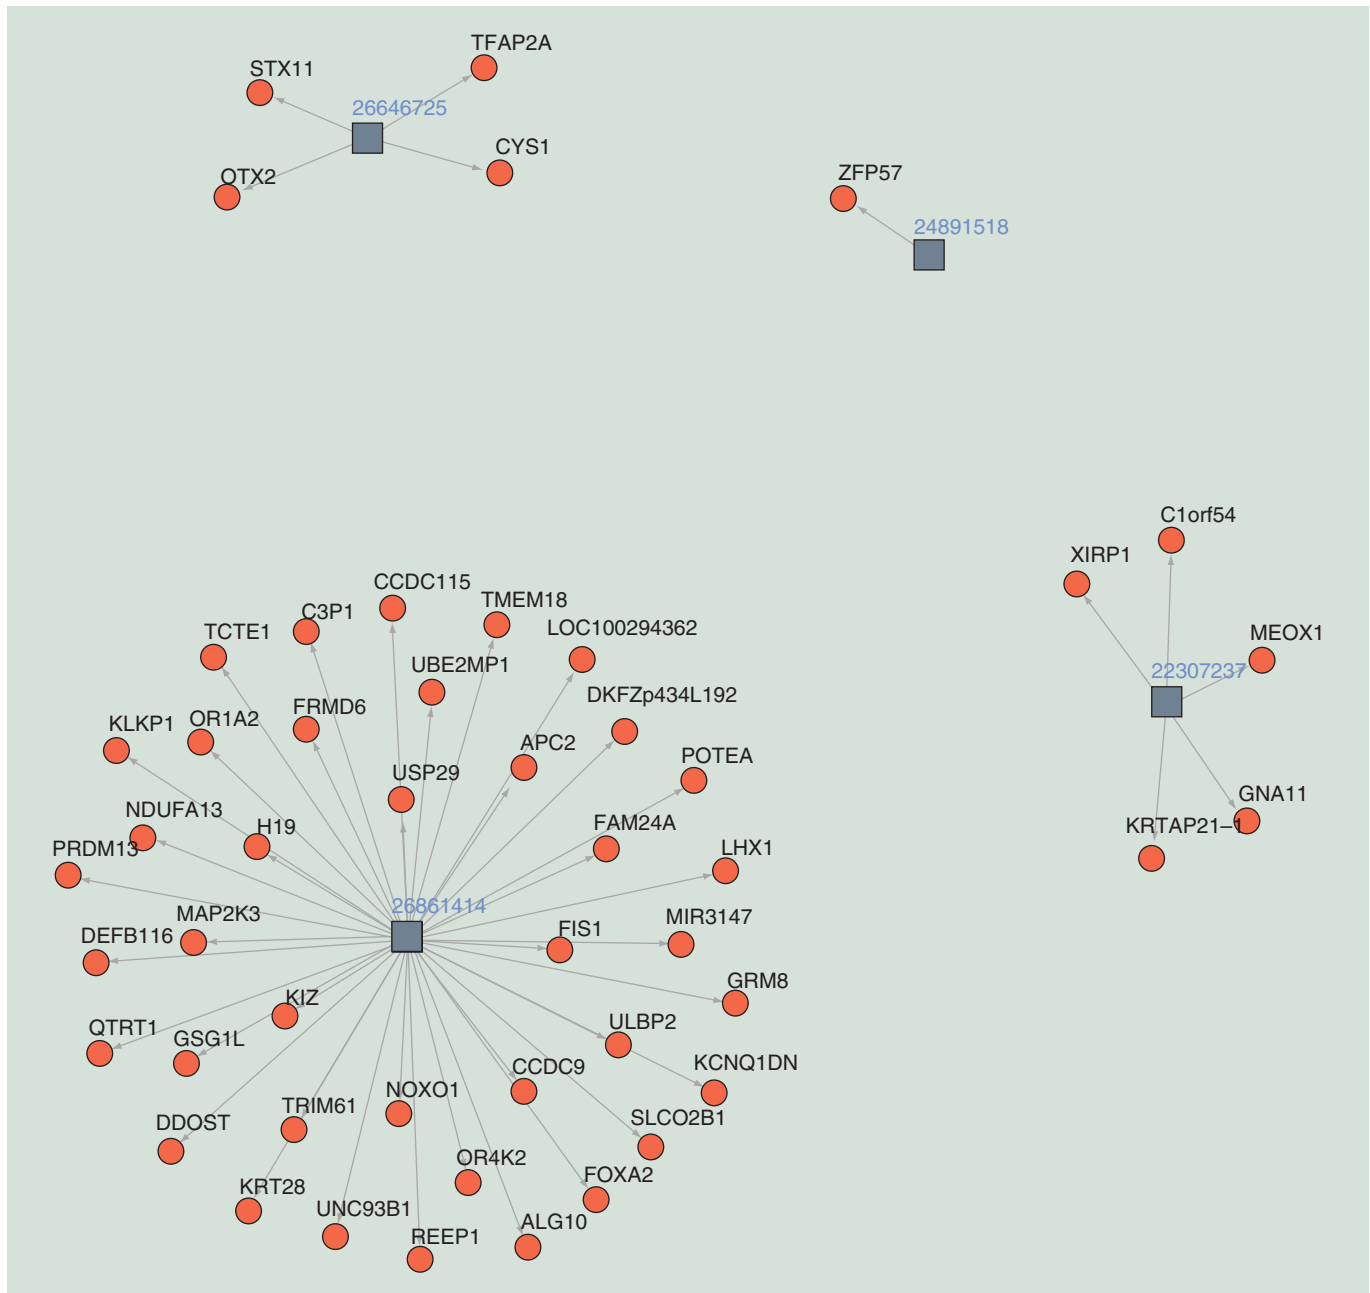 TFAP2A
STX11
26646725
CYS1
OTX2
ZFP57
24891518
C1orf54
XIRP1
MEOX1
22307237
GNA11
KRTAP21–1
CCDC115
TMEM18
C3P1
TCTE1
LOC100294362
UBE2MP1
DKFZp434L192
FRMD6
OR1A2
KLKP1
APC2
POTEA
USP29
NDUFA13
H19
FAM24A
PRDM13
LHX1
26861414
MAP2K3
MIR3147
FIS1
DEFB116
GRM8
KIZ
QTRT1
GSG1L
ULBP2
KCNQ1DN
CCDC9
NOXO1
TRIM61
DDOST
SLCO2B1
OR4K2
FOXA2
KRT28
UNC93B1
ALG10
REEP1